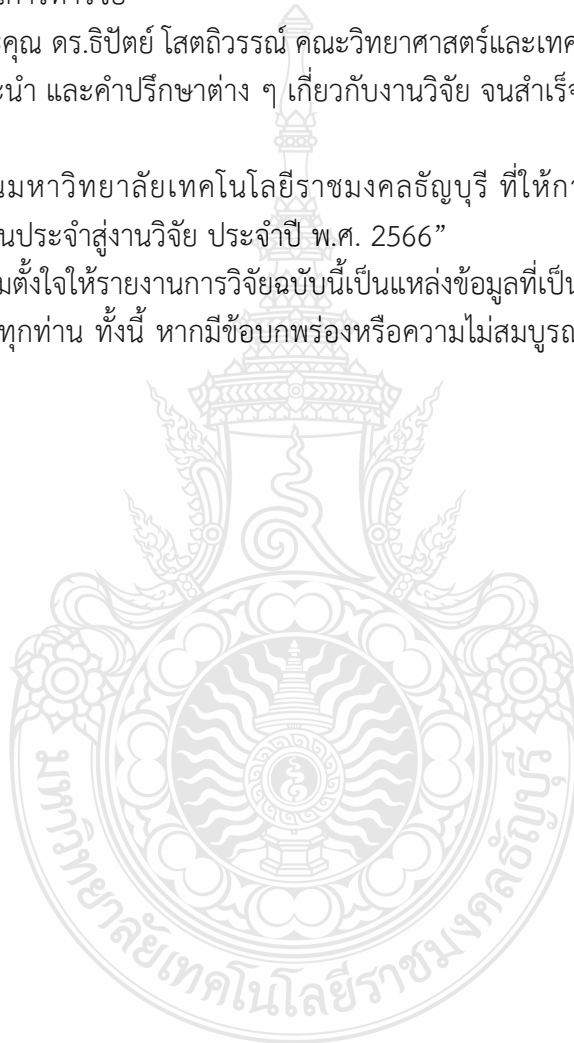 ะคุณ ดร.ธิปัตย์ โสตถิวรรณ์ คณะวิทยาศาสตร์และเทค
ะนำ และคำปรึกษาต่าง ๆ เกี่ยวกับงานวิจัย จนสำเร็จ
นมหาวิทยาลัยเทคโนโลยีราชมงคลธัญบุรี ที่ให้กา
นประจำสู่งานวิจัย ประจำปี พ.ศ. 2566”
มตั้งใจให้รายงานการวิจัยฉบับนี้เป็นแหล่งข้อมูลที่เป็น
ทุกท่าน ทั้งนี้ หากมีข้อบกพร่องหรือความไม่สมบูรณ
มหาวิทยาลัยเทคโนโลยีราชมงคลธัญบุรี